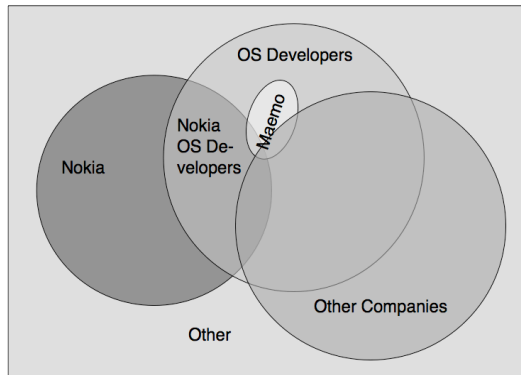 OS Developers
Maemo
Nokia
OS De-
velopers
Nokia
Other Companies
Other